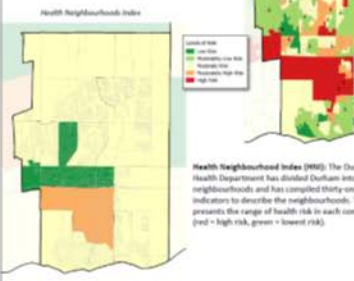 Health Neighbourhoods Index
Levels of Risk
Low Risk
Moderately Low Risk
Moderate Risk
Moderately High Risk
High Risk
Health Neighbourhood Index (HNI): The Du
Health Department has divided Durham into
neighbourhoods and has compiled thirty-on
indicators to describe the neighbourhoods.
presents the range of health risk in each com
(red = high risk, green = lowest risk).